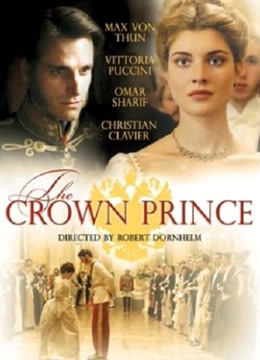 MAX VON
THUN
VITTORIA
PUCCINI
OMAR
SHARIF
CHRISTIAN
CLAVIER
The
CROWN PRINCE
DIRECTED BY ROBERT DORNHELM